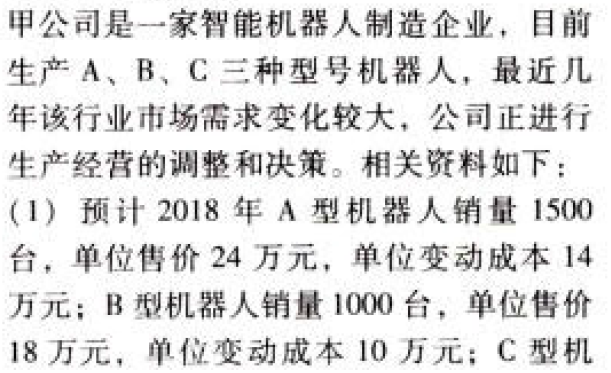 甲公司是一家智能机器人制造企业，目前
生产 A、B、C 三种型号机器人，最近几
年该行业市场需求变化较大，公司正进行
生产经营的调整和决策。相关资料如下：
(1) 预计 2018 年 A 型机器人销量 1500
台，单位售价 24 万元，单位变动成本 14
万元；B 型机器人销量 1000 台，单位售价
18 万元，单位变动成本 10 万元；C 型机